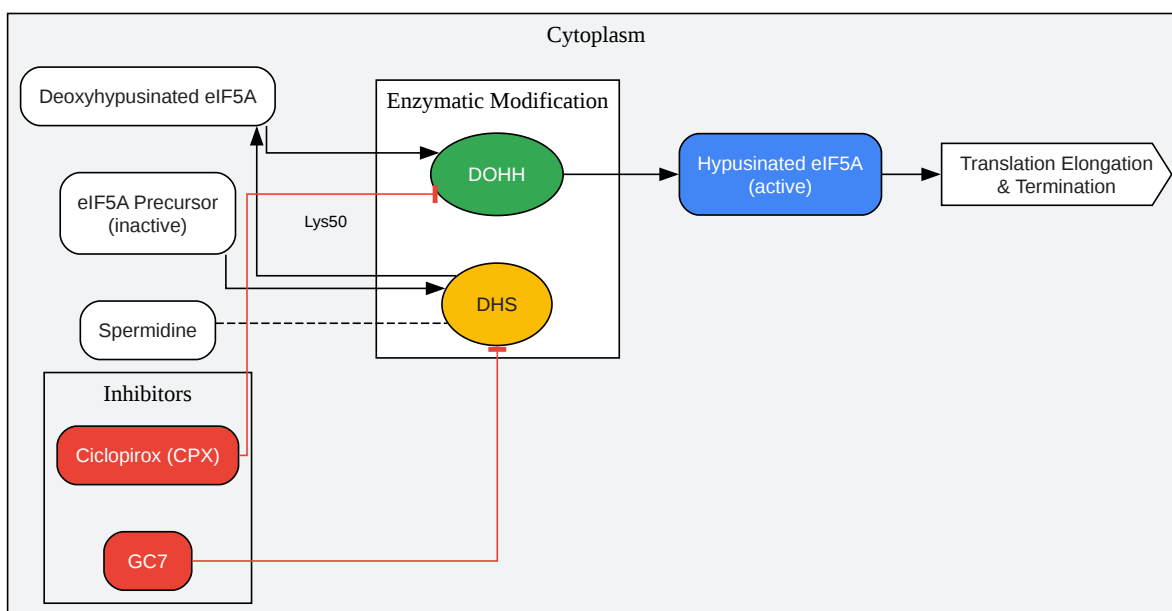 Cytoplasm
Deoxyhypusinated eIF5A
Enzymatic Modification
DOHH
Hypusinated eIF5A
(active)
Translation Elongation
& Termination
eIF5A Precursor
(inactive)
Lys50
DHS
Spermidine
Inhibitors
Ciclopirox (CPX)
GC7